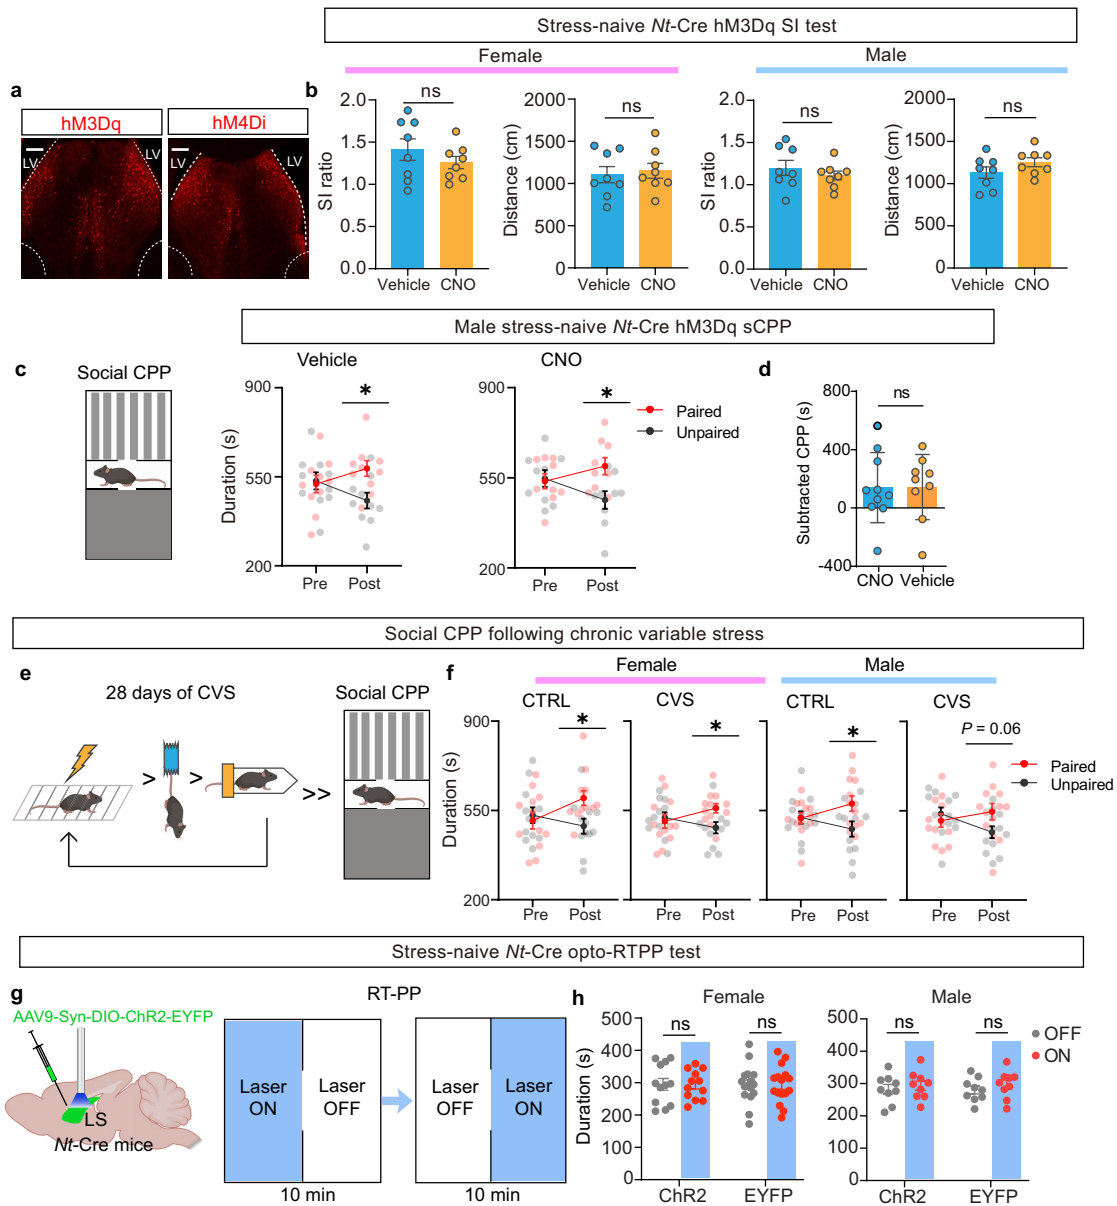 Stress-naive Nt-Cre hM3Dq SI test
Female
Male
a
hM3Dq
hM4Di
LV
LV
LV
LV
b
SI ratio
2.0
1.5
1.0
0.5
0.0
ns
Vehicle CNO
Distance (cm)
2000
1500
1000
500
0
ns
Vehicle CNO
SI ratio
2.0
1.5
1.0
0.5
0.0
ns
Vehicle CNO
Distance (cm)
2000
1500
1000
500
0
ns
Vehicle CNO
Male stress-naive Nt-Cre hM3Dq sCPP
c
Social CPP
Vehicle
Duration (s)
900
550
200
*
Pre Post
CNO
900
550
200
*
Pre Post
Paired
Unpaired
d
Subtracted CPP (s)
800
400
0
-400
ns
CNO Vehicle
Social CPP following chronic variable stress
e
28 days of CVS
> > >>
Social CPP
f
Female
Male
CTRL
CVS
CTRL
CVS
Duration (s)
900
550
200
*
*
*
P = 0.06
Paired
Unpaired
Pre Post
Pre Post
Pre Post
Pre Post
Stress-naive Nt-Cre opto-RTPP test
g
AAV9-Syn-DIO-ChR2-EYFP
LS
Nt-Cre mice
RT-PP
Laser
ON
Laser
OFF
Laser
OFF
Laser
ON
10 min
10 min
h
Female
Male
Duration (s)
500
400
300
200
100
0
ns
ns
ChR2 EYFP
500
400
300
200
100
0
ns
ns
ChR2 EYFP
OFF
ON